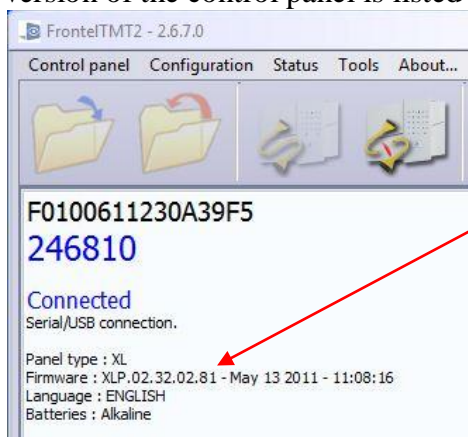 version of the control panel is listed
FrontelTMT2 - 2.6.7.0
Control panel Configuration Status Tools About...
F0100611230A39F5
246810
Connected
Serial/USB connection.
Panel type : XL
Firmware : XLP.02.32.02.81 - May 13 2011 - 11:08:16
Language : ENGLISH
Batteries : Alkaline